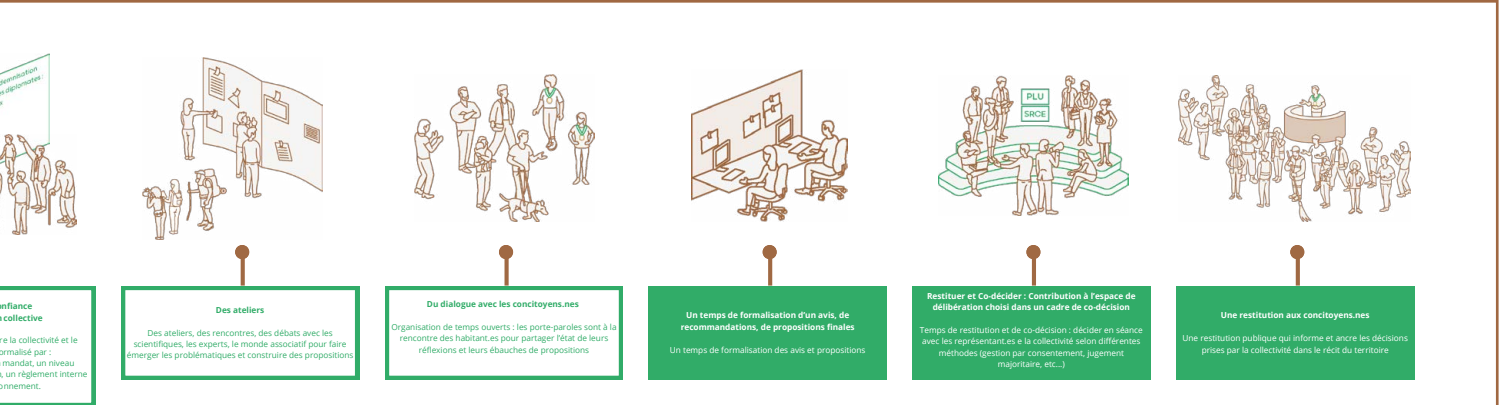 demnisation
es diplomates :
s
PLU
SRCE
onfiance
n collective
re la collectivité et le
ormalisé par :
n mandat, un niveau
n, un règlement interne
onnement.
Des ateliers
Des ateliers, des rencontres, des débats avec les
scientifiques, les experts, le monde associatif pour faire
émerger les problématiques et construire des propositions
Du dialogue avec les concitoyens.nes
Organisation de temps ouverts : les porte-paroles sont à la
rencontre des habitant.es pour partager l’état de leurs
réflexions et leurs ébauches de propositions
Un temps de formalisation d’un avis, de
recommandations, de propositions finales
Un temps de formalisation des avis et propositions
Restituer et Co-décider : Contribution à l’espace de
délibération choisi dans un cadre de co-décision
Temps de restitution et de co-décision : décider en séance
avec les représentant.es e la collectivité selon différentes
méthodes (gestion par consentement, jugement
majoritaire, etc...)
Une restitution aux concitoyens.nes
Une restitution publique qui informe et ancre les décisions
prises par la collectivité dans le récit du territoire